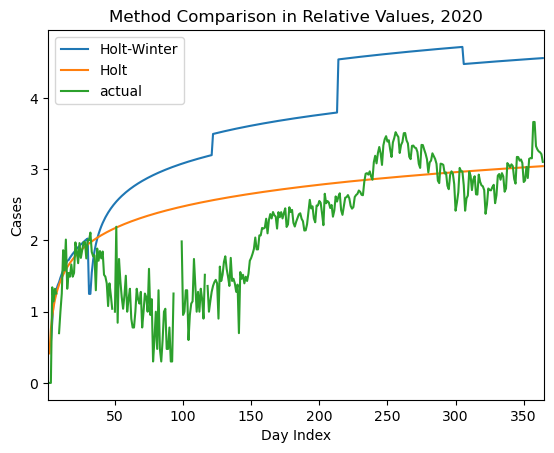 Method Comparison in Relative Values, 2020
Holt-Winter
Holt
actual
Cases
4
3
2
1
0
50 100 150 200 250 300 350
Day Index